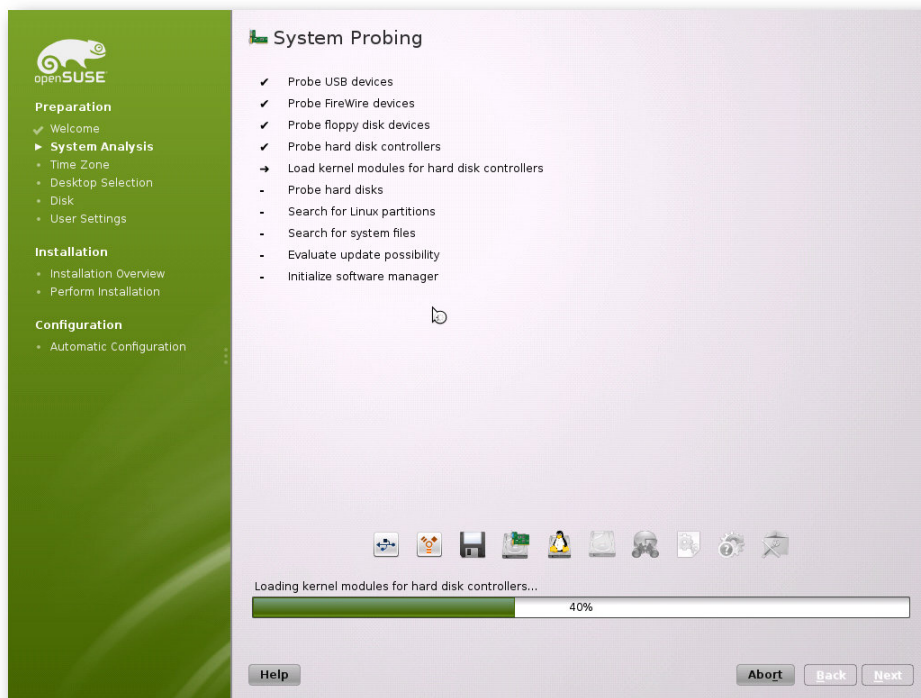 openSUSE
Preparation
Welcome
System Analysis
Time Zone
Desktop Selection
Disk
User Settings
Installation
Installation Overview
Perform Installation
Configuration
Automatic Configuration
System Probing
Probe USB devices
Probe FireWire devices
Probe floppy disk devices
Probe hard disk controllers
Load kernel modules for hard disk controllers
Probe hard disks
Search for Linux partitions
Search for system files
Evaluate update possibility
Initialize software manager
Loading kernel modules for hard disk controllers...
40%
Help
Abort
Back
Next